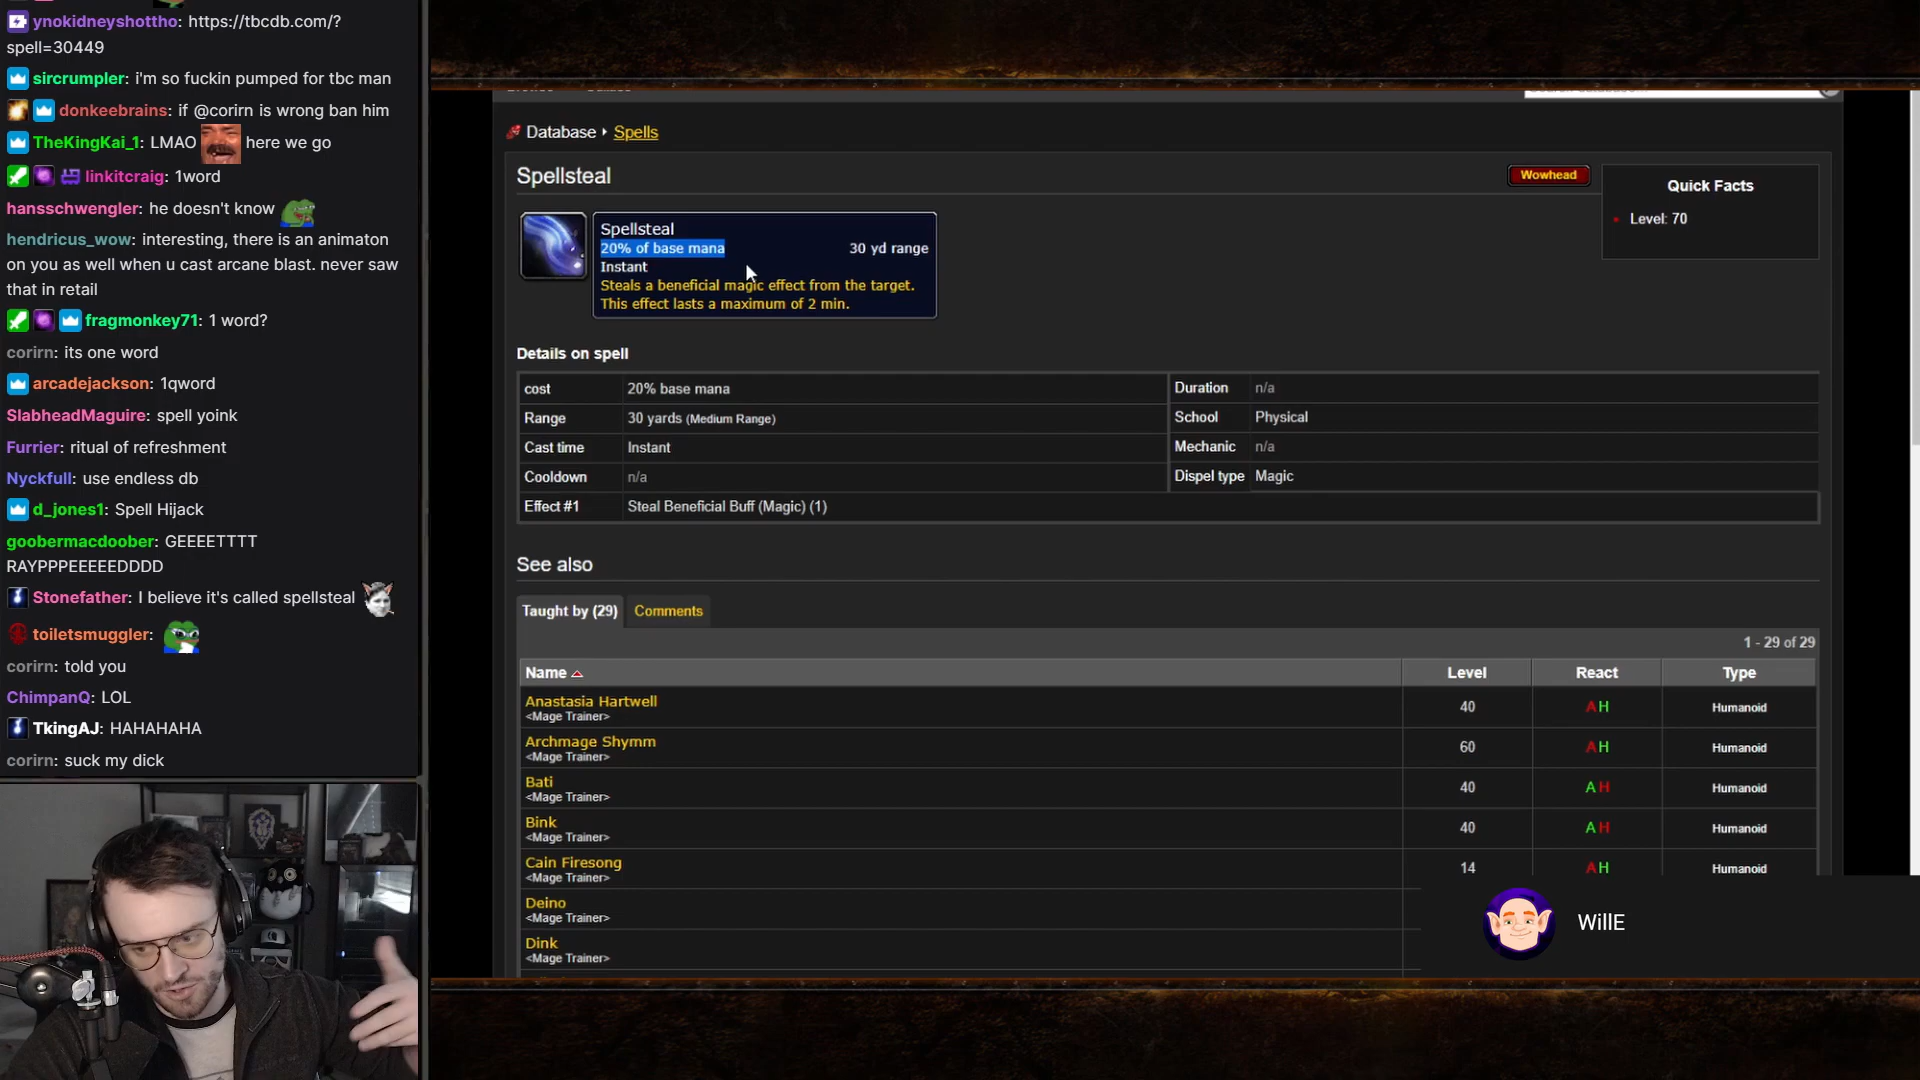 ynokidneyshottho: https://tbcdb.com/?
spell=30449
sircrumpler: i'm so fuckin pumped for tbc man
donkeebrains: if @corirn is wrong ban him
TheKingKai_1: LMAO here we go
linkitcraig: 1word
hansschwengler: he doesn't know
hendricus_wow: interesting, there is an animaton
on you as well when u cast arcane blast. never saw
that in retail
fragmonkey71: 1 word?
corirn: its one word
arcadejackson: 1qword
SlabheadMaguire: spell yoink
Furrier: ritual of refreshment
Nyckfull: use endless db
d_jones1: Spell Hijack
goobermacdoober: GEEEETTTT
RAYPPPEEEEEDDDD
Stonefather: I believe it's called spellsteal
toiletsmuggler:
corirn: told you
ChimpanQ: LOL
TkingAJ: HAHAHAHA
corirn: suck my dick
Database Spells
Spellsteal
Wowhead
Quick Facts
Level: 70
Spellsteal
20% of base mana 30 yd range
Instant
Steals a beneficial magic effect from the target.
This effect lasts a maximum of 2 min.
Details on spell
cost 20% base mana Duration n/a
Range 30 yards (Medium Range) School Physical
Cast time Instant Mechanic n/a
Cooldown n/a Dispel type Magic
Effect #1 Steal Beneficial Buff (Magic) (1)
See also
Taught by (29) Comments
1 - 29 of 29
Name Level React Type
Anastasia Hartwell 40 A H Humanoid
<Mage Trainer>
Archmage Shymm 60 A H Humanoid
<Mage Trainer>
Bati 40 A H Humanoid
<Mage Trainer>
Bink 40 A H Humanoid
<Mage Trainer>
Cain Firesong 14 A H Humanoid
<Mage Trainer>
Deino
<Mage Trainer>
Dink
<Mage Trainer>
WillE